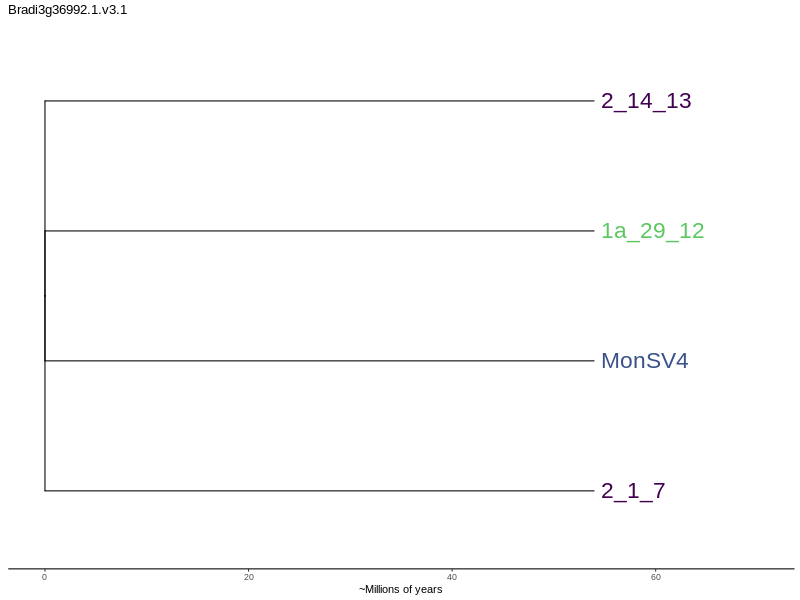 Bradi3g36992.1.v3.1
2_14_13
1a_29_12
MonSV4
2_1_7
0 20 40 60
~Millions of years